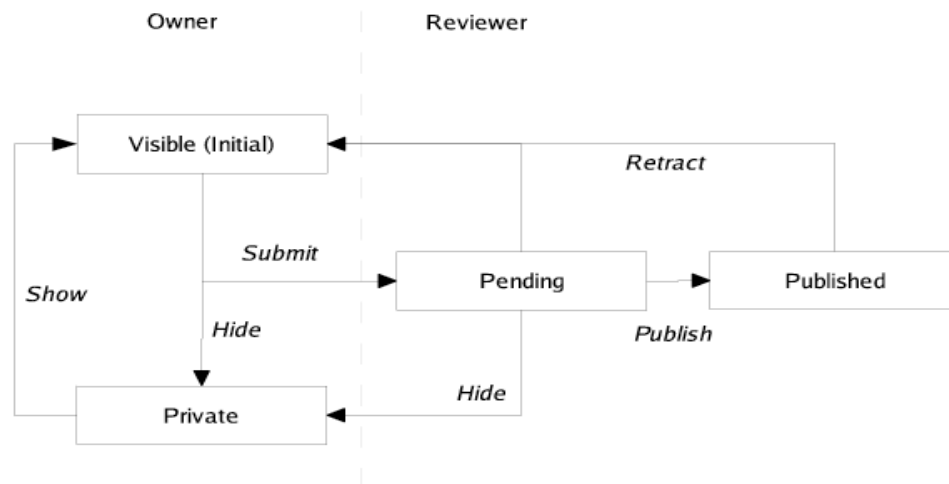 Owner
Reviewer
Visible (Initial)
Retract
Submit
Pending
Published
Show
Hide
Publish
Hide
Private